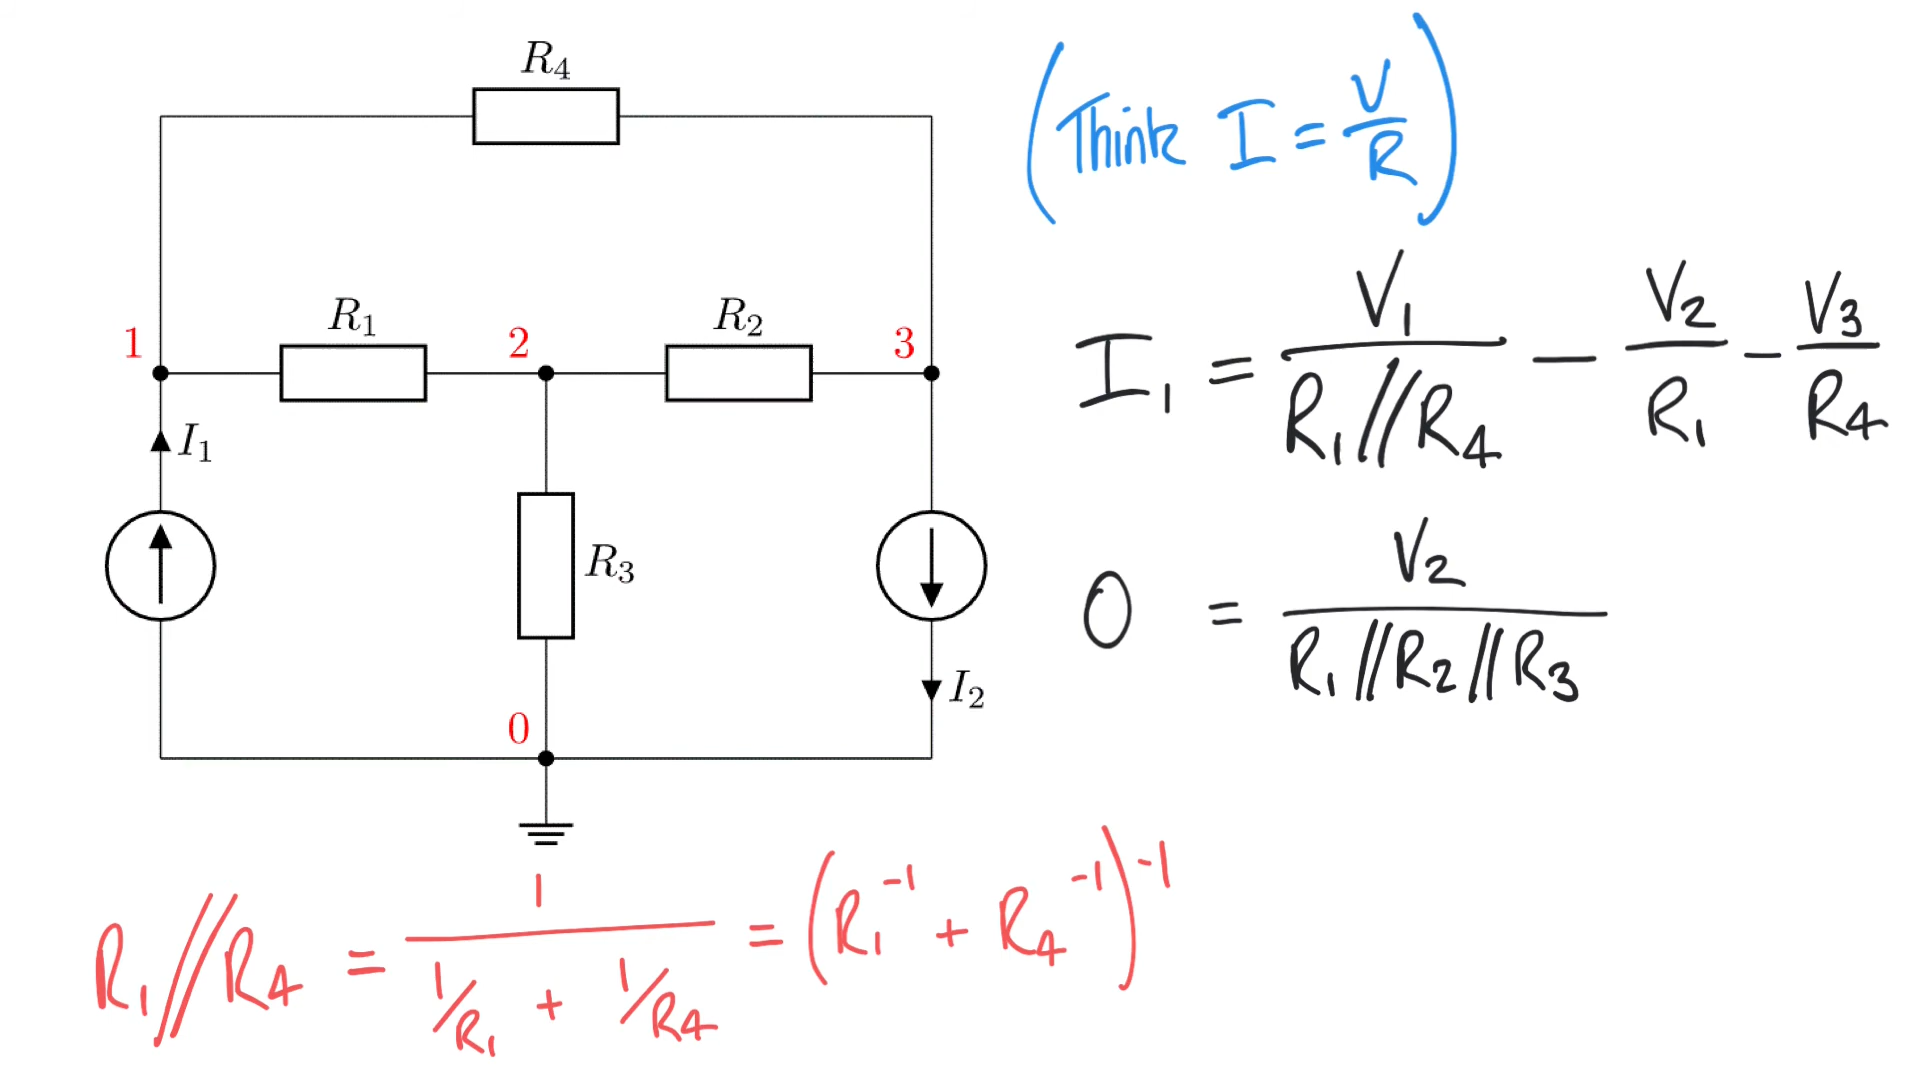 R₄
(Think I = V/R)
R₁
R₂
1
2
3
I₁ = V₁/(R₁//R₄) − V₂/R₁ − V₃/R₄
I₁
R₃
0 = V₂/(R₁//R₂//R₃)
I₂
0
R₁//R₄ = 1/(1/R₁ + 1/R₄) = (R₁⁻¹ + R₄⁻¹)⁻¹